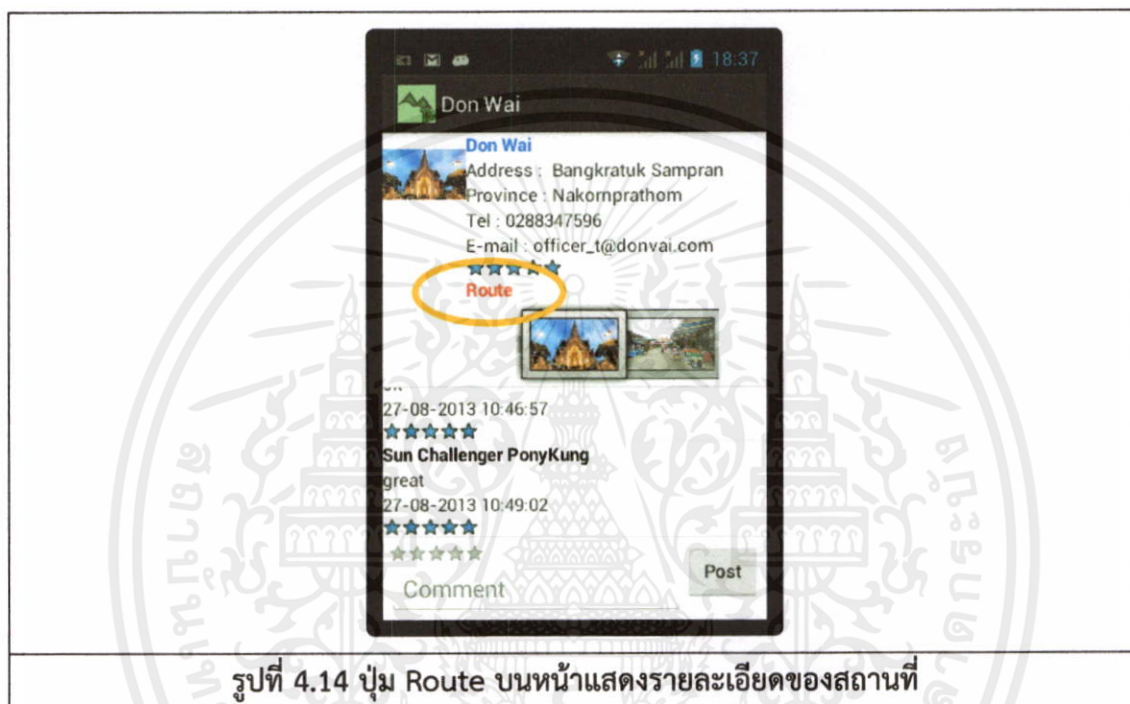 18:37
Don Wai
Don Wai
Address : Bangkratuk Sampran
Province : Nakornprathom
Tel : 0288347596
E-mail : officer_t@donvai.com
Route
27-08-2013 10:46:57
Sun Challenger PonyKung
great
27-08-2013 10:49:02
Comment
Post
รูปที่ 4.14 ปุ่ม Route บนหน้าแสดงรายละเอียดของสถานที่